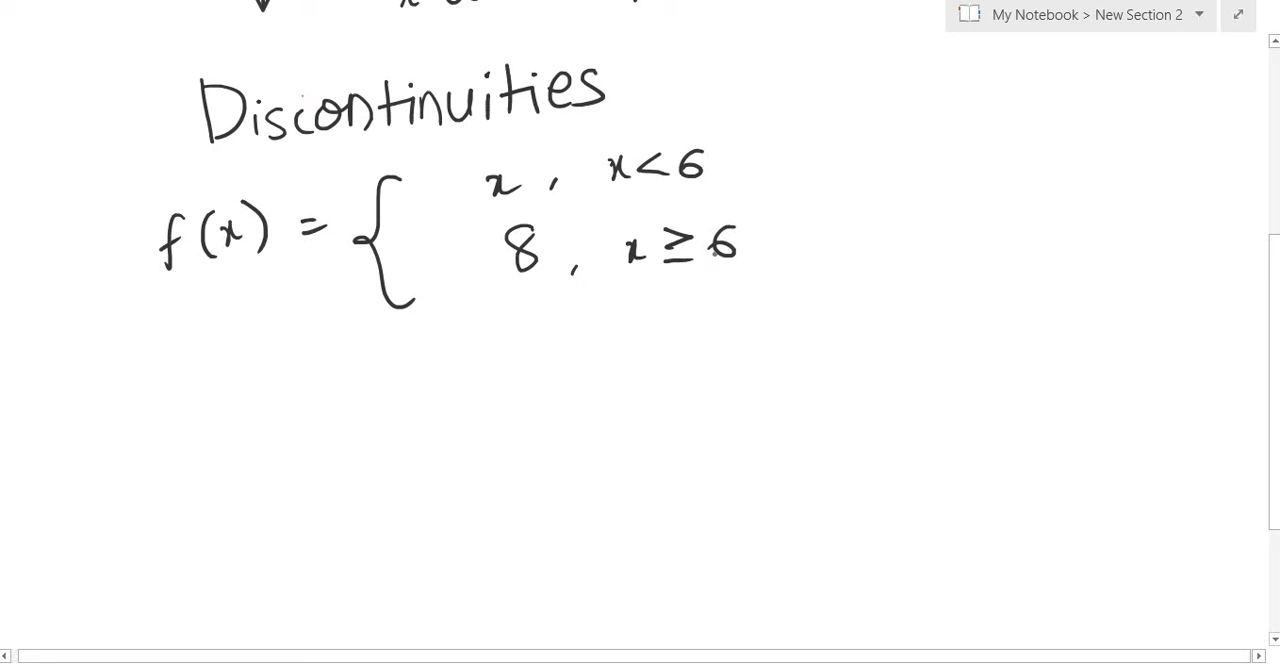 My Notebook > New Section 2
Discontinuities
f(x) = { x , x < 6
8 , x ≥ 6